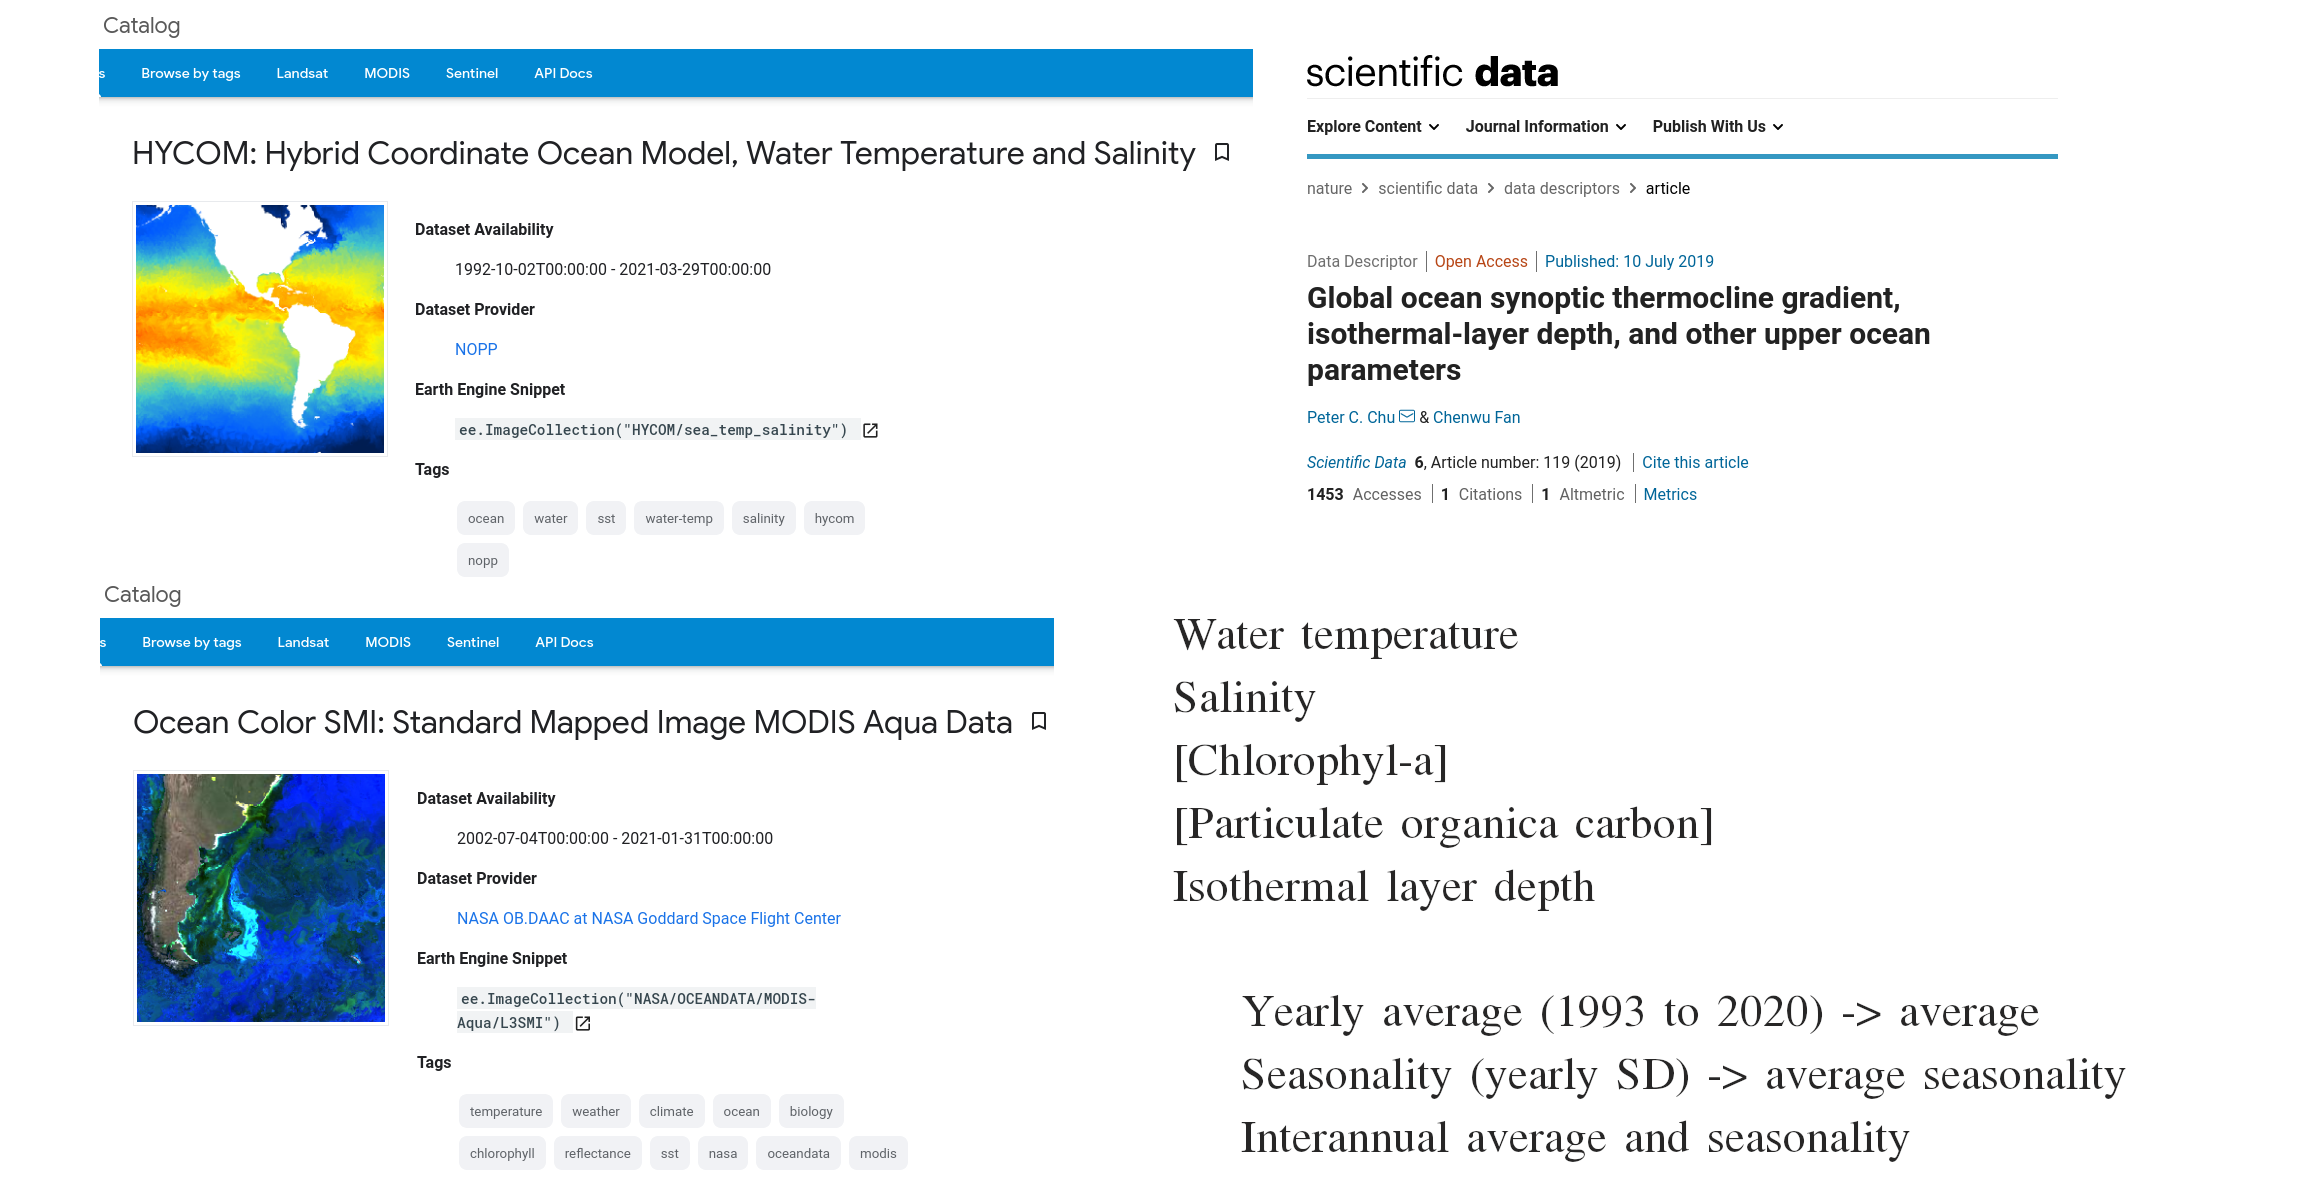 Catalog
s Browse by tags Landsat MODIS Sentinel API Docs
HYCOM: Hybrid Coordinate Ocean Model, Water Temperature and Salinity
Dataset Availability
1992-10-02T00:00:00 - 2021-03-29T00:00:00
Dataset Provider
NOPP
Earth Engine Snippet
ee.ImageCollection("HYCOM/sea_temp_salinity")
Tags
ocean water sst water-temp salinity hycom
nopp
scientific data
Explore Content Journal Information Publish With Us
nature > scientific data > data descriptors > article
Data Descriptor | Open Access | Published: 10 July 2019
Global ocean synoptic thermocline gradient,
isothermal-layer depth, and other upper ocean
parameters
Peter C. Chu & Chenwu Fan
Scientific Data 6, Article number: 119 (2019) | Cite this article
1453 Accesses | 1 Citations | 1 Altmetric | Metrics
Catalog
s Browse by tags Landsat MODIS Sentinel API Docs
Ocean Color SMI: Standard Mapped Image MODIS Aqua Data
Dataset Availability
2002-07-04T00:00:00 - 2021-01-31T00:00:00
Dataset Provider
NASA OB.DAAC at NASA Goddard Space Flight Center
Earth Engine Snippet
ee.ImageCollection("NASA/OCEANDATA/MODIS-
Aqua/L3SMI")
Tags
temperature weather climate ocean biology
chlorophyll reflectance sst nasa oceandata modis
Water temperature
Salinity
[Chlorophyl-a]
[Particulate organica carbon]
Isothermal layer depth
Yearly average (1993 to 2020) -> average
Seasonality (yearly SD) -> average seasonality
Interannual average and seasonality